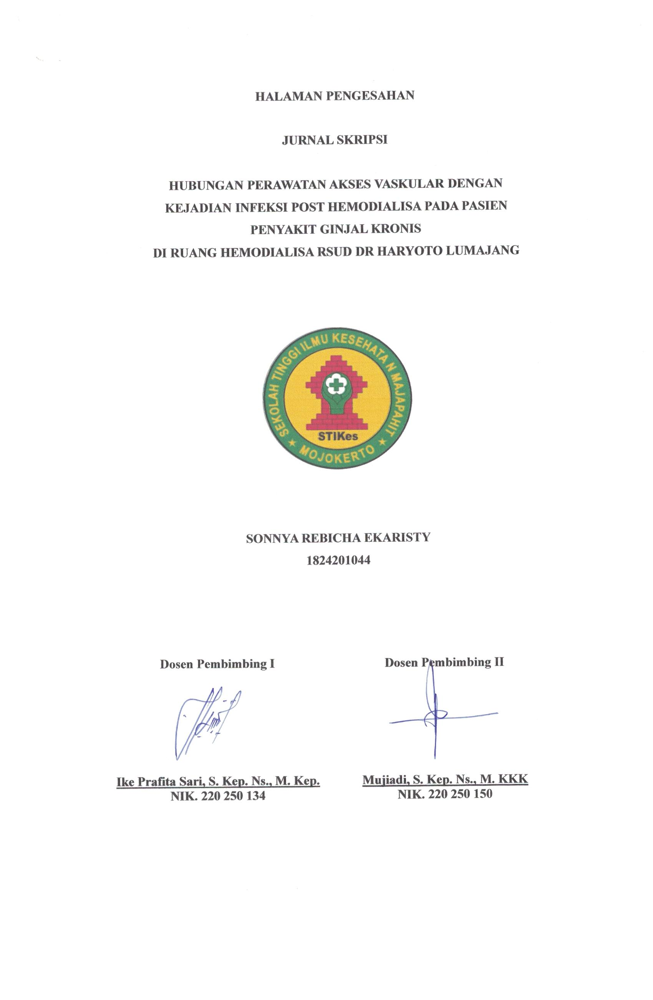 HALAMAN PENGESAHAN
JURNAL SKRIPSI
HUBUNGAN PERAWATAN AKSES VASKULAR DENGAN
KEJADIAN INFEKSI POST HEMODIALISA PADA PASIEN
PENYAKIT GINJAL KRONIS
DI RUANG HEMODIALISA RSUD DR HARYOTO LUMAJANG
SEKOLAH TINGGI ILMU KESEHATAN MAJAPAHIT
STIKes
★ MOJOKERTO ★
SONNYA REBICHA EKARISTY
1824201044
Dosen Pembimbing I
Dosen Pembimbing II
Ike Prafita Sari, S. Kep. Ns., M. Kep.
NIK. 220 250 134
Mujiadi, S. Kep. Ns., M. KKK
NIK. 220 250 150